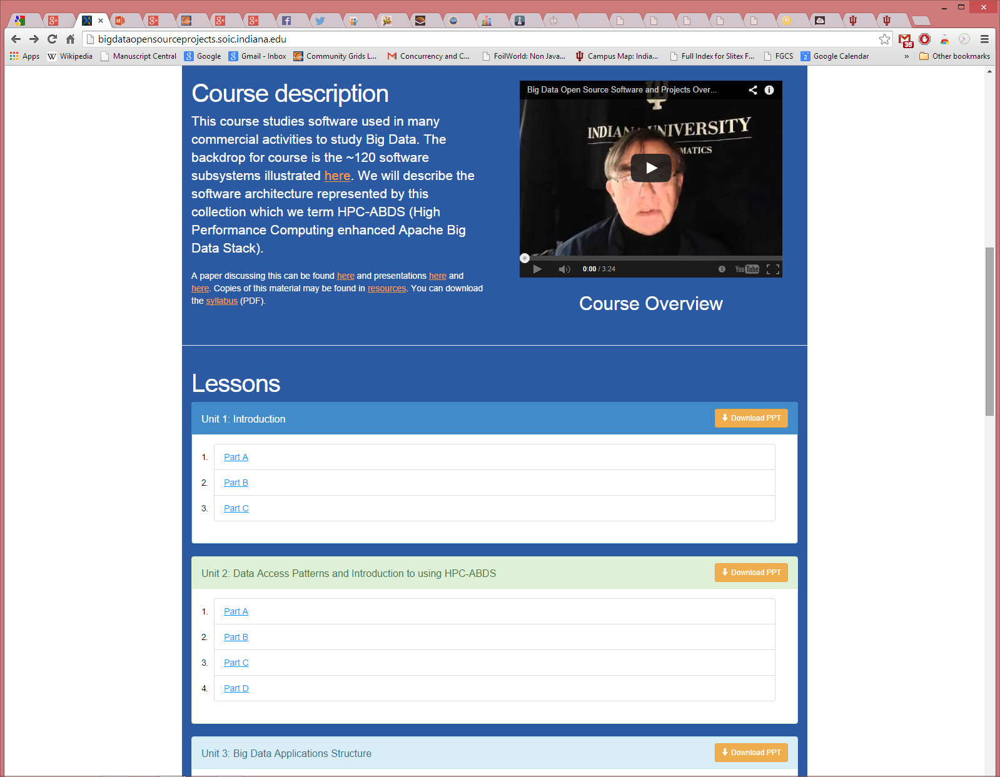 bigdataopensourceprojects.soic.indiana.edu
35
Apps
Wikipedia
Manuscript Central
Google
Gmail - Inbox
Community Grids L...
Concurrency and C...
FoilWorld: Non Java...
Campus Map: India...
Full Index for Slitex F...
FGCS
Google Calendar
»
Other bookmarks
Course description
This course studies software used in many
commercial activities to study Big Data. The
backdrop for course is the ~120 software
subsystems illustrated here. We will describe the
software architecture represented by this
collection which we term HPC-ABDS (High
Performance Computing enhanced Apache Big
Data Stack).
A paper discussing this can be found here and presentations here and
here. Copies of this material may be found in resources. You can download
the syllabus (PDF).
Big Data Open Source Software and Projects Over...
INDIANA UNIVERSITY
MATICS
0:00 / 3:24
YouTube
Course Overview
Lessons
Unit 1: Introduction
Download PPT
1. Part A
2. Part B
3. Part C
Unit 2: Data Access Patterns and Introduction to using HPC-ABDS
Download PPT
1. Part A
2. Part B
3. Part C
4. Part D
Unit 3: Big Data Applications Structure
Download PPT